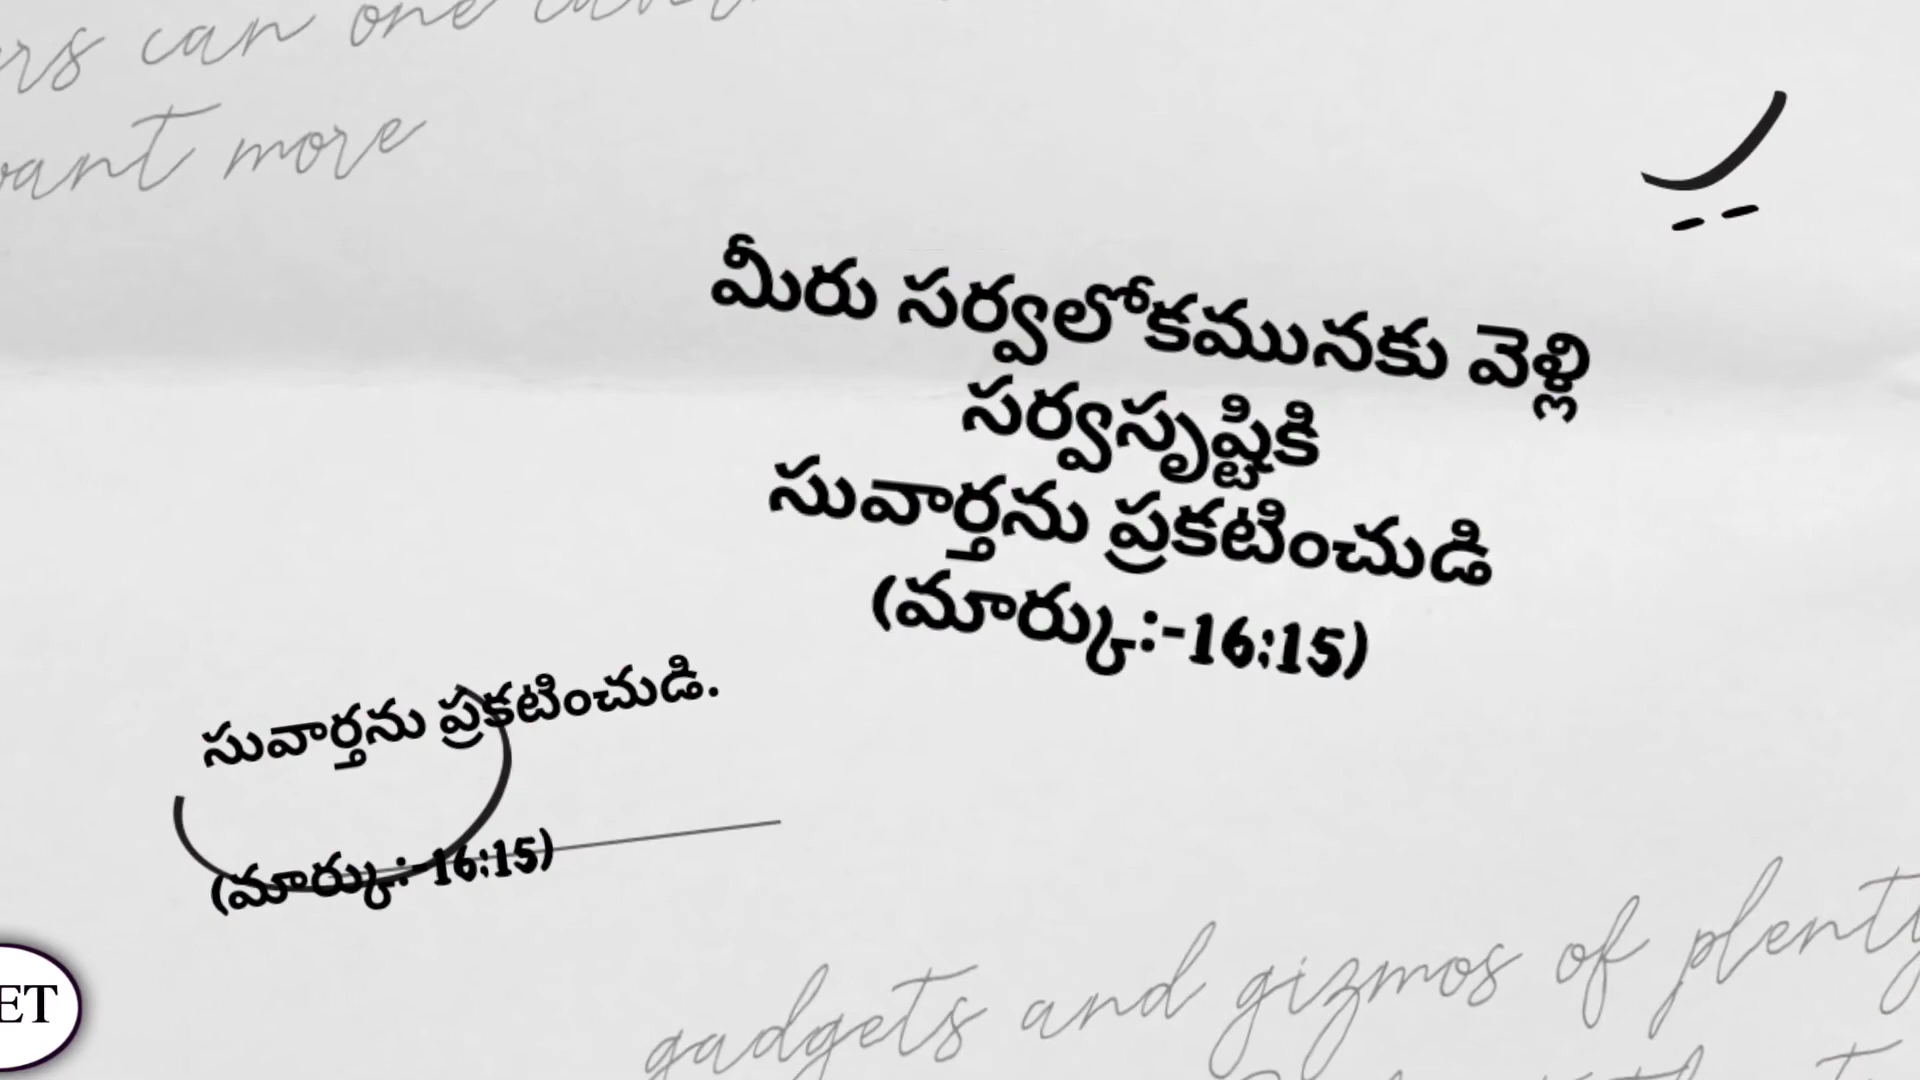 can one
want more
మీరు సర్వలోకమునకు వెళ్లి
సర్వసృష్టికి
సువార్తను ప్రకటించుడి
(మార్కు:-16:15)
సువార్తను ప్రకటించుడి.
(మార్కు:-16:15)
ET
gadgets and gizmos of plenty